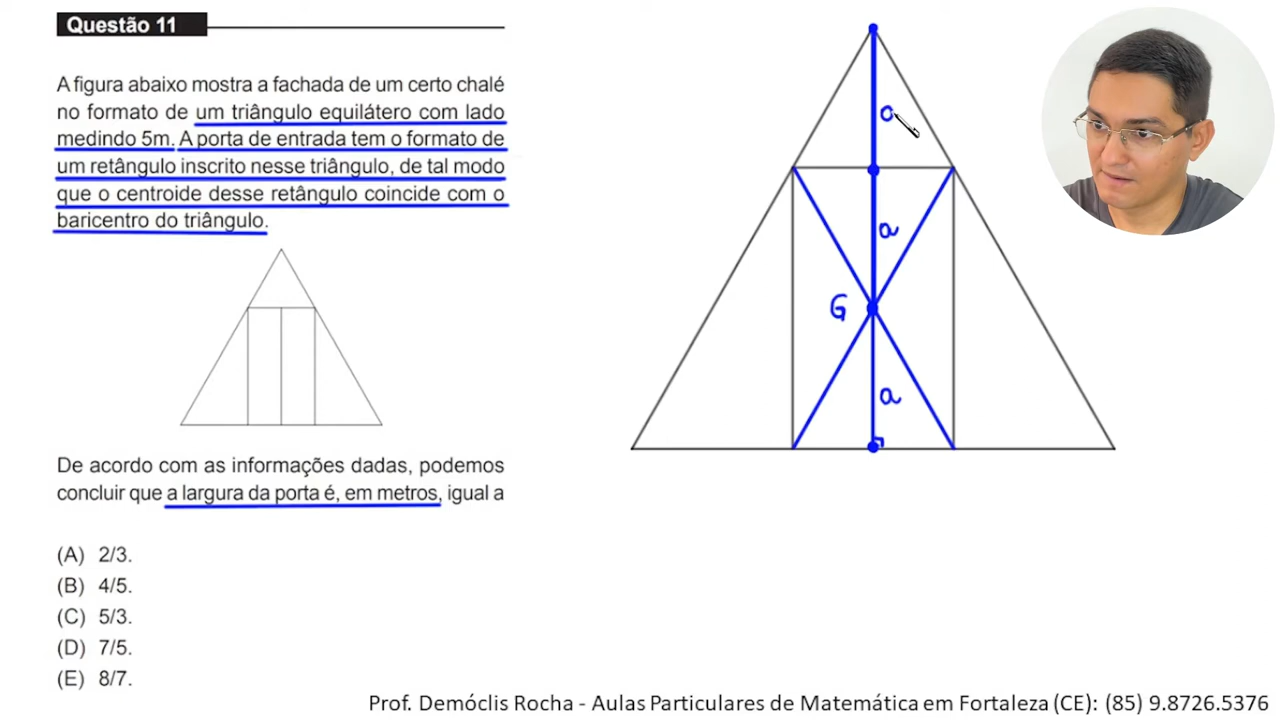 Questão 11
A figura abaixo mostra a fachada de um certo chalé
no formato de um triângulo equilátero com lado
medindo 5m. A porta de entrada tem o formato de
um retângulo inscrito nesse triângulo, de tal modo
que o centroide desse retângulo coincide com o
baricentro do triângulo.
De acordo com as informações dadas, podemos
concluir que a largura da porta é, em metros, igual a
(A) 2/3.
(B) 4/5.
(C) 5/3.
(D) 7/5.
(E) 8/7.
a
G
a
Prof. Demóclis Rocha - Aulas Particulares de Matemática em Fortaleza (CE): (85) 9.8726.5376